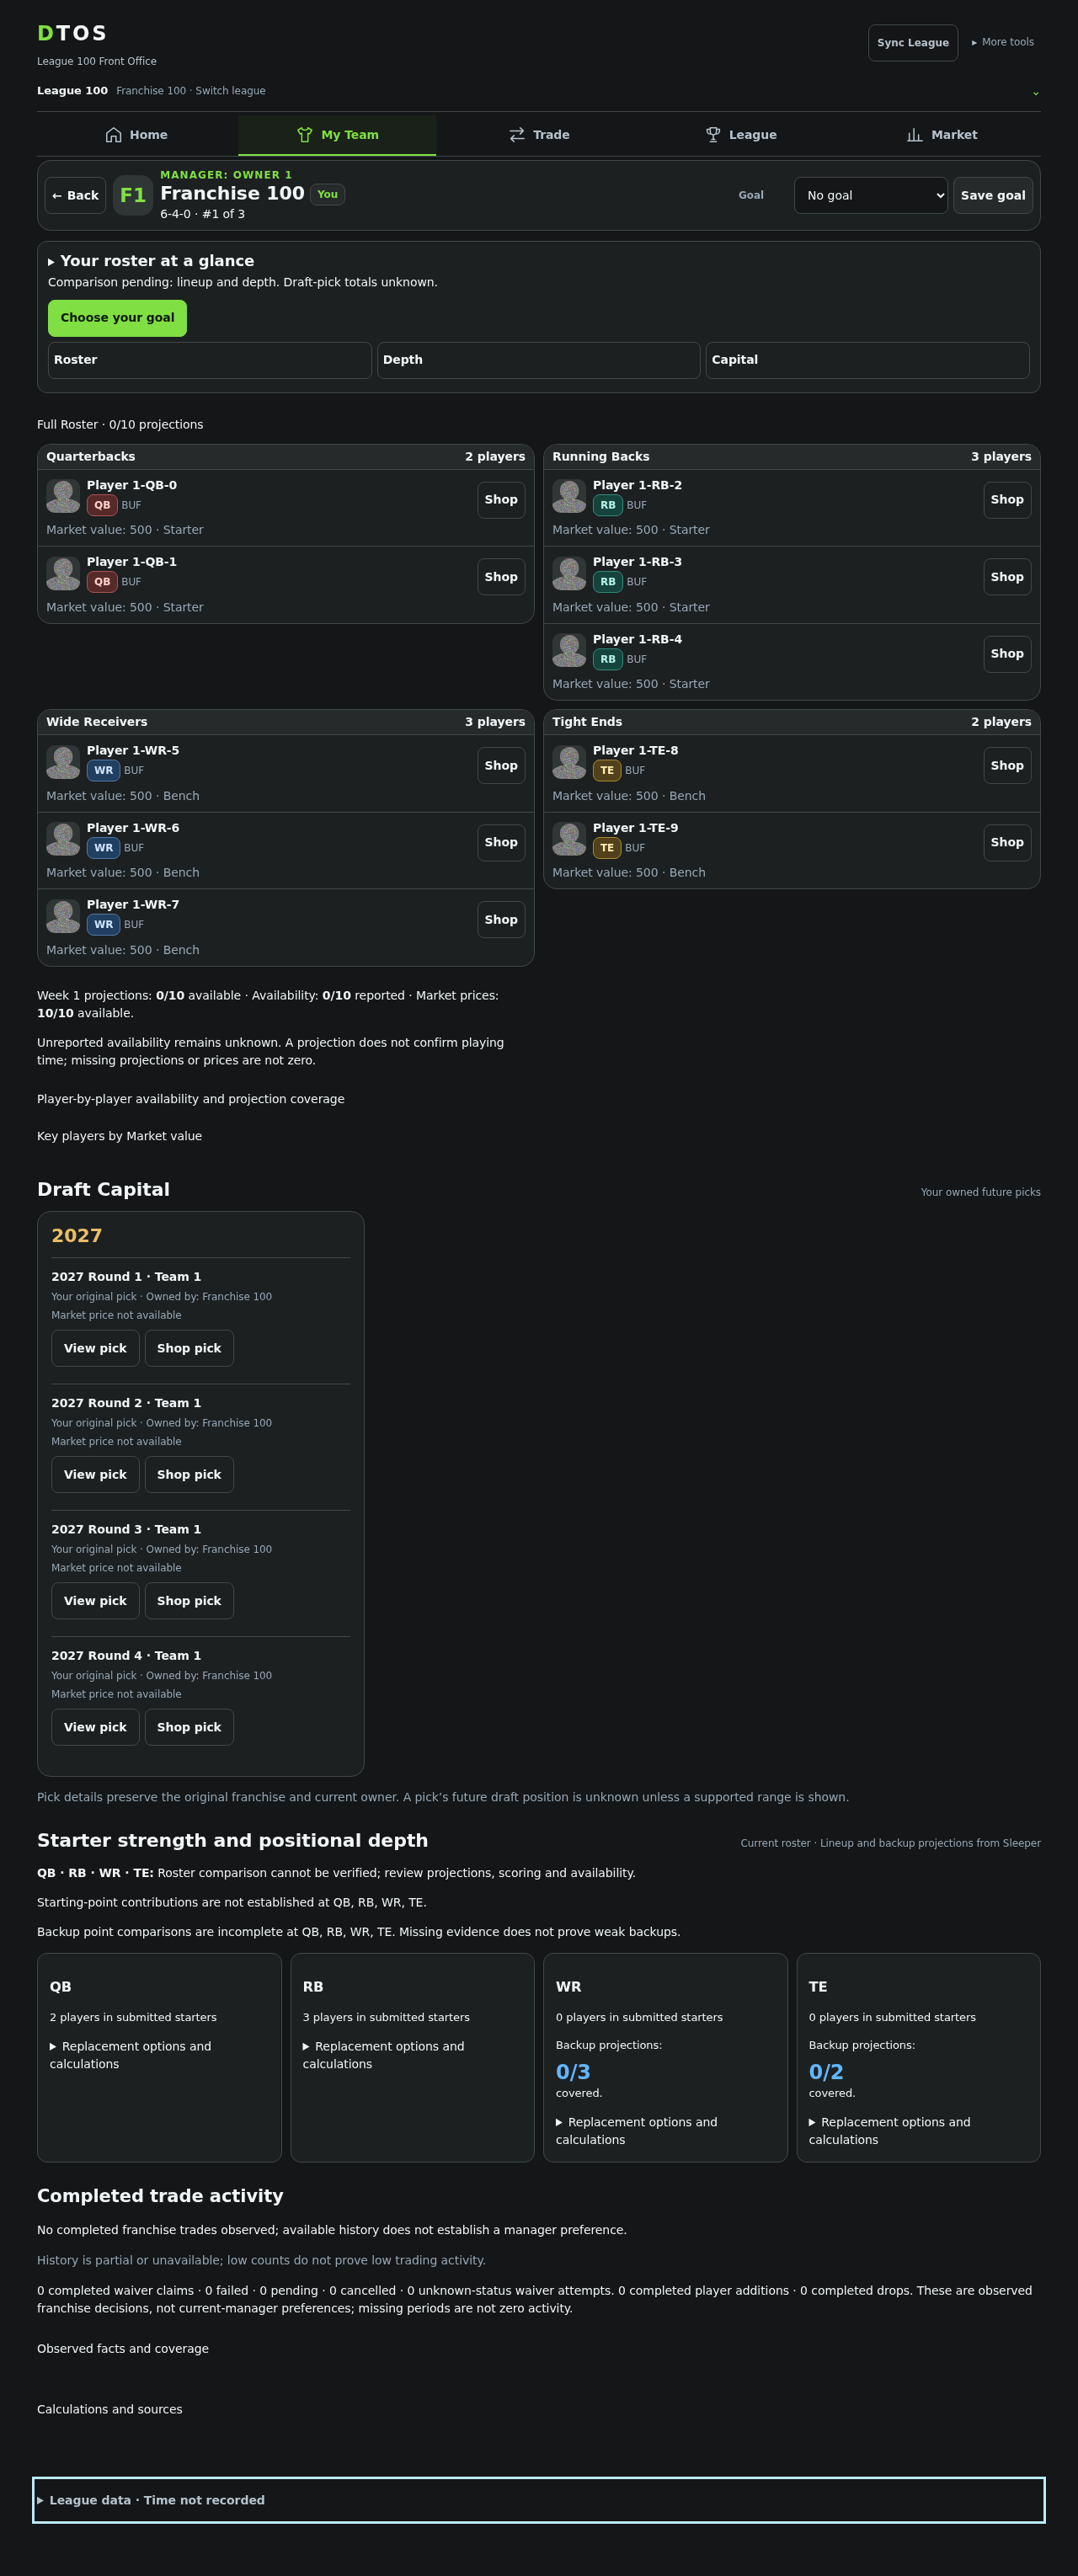 DTOS
League 100 Front Office
Sync League
▸ More tools
League 100 Franchise 100 · Switch league
Home
My Team
Trade
League
Market
← Back
F1
MANAGER: OWNER 1
Franchise 100 You
6-4-0 · #1 of 3
Goal
No goal
Save goal
▸ Your roster at a glance
Comparison pending: lineup and depth. Draft-pick totals unknown.
Choose your goal
Roster
Depth
Capital
Full Roster · 0/10 projections
Quarterbacks 2 players
Player 1-QB-0
QB BUF
Shop
Market value: 500 · Starter
Player 1-QB-1
QB BUF
Shop
Market value: 500 · Starter
Running Backs 3 players
Player 1-RB-2
RB BUF
Shop
Market value: 500 · Starter
Player 1-RB-3
RB BUF
Shop
Market value: 500 · Starter
Player 1-RB-4
RB BUF
Shop
Market value: 500 · Starter
Wide Receivers 3 players
Player 1-WR-5
WR BUF
Shop
Market value: 500 · Bench
Player 1-WR-6
WR BUF
Shop
Market value: 500 · Bench
Player 1-WR-7
WR BUF
Shop
Market value: 500 · Bench
Tight Ends 2 players
Player 1-TE-8
TE BUF
Shop
Market value: 500 · Bench
Player 1-TE-9
TE BUF
Shop
Market value: 500 · Bench
Week 1 projections: 0/10 available · Availability: 0/10 reported · Market prices:
10/10 available.
Unreported availability remains unknown. A projection does not confirm playing
time; missing projections or prices are not zero.
Player-by-player availability and projection coverage
Key players by Market value
Draft Capital
Your owned future picks
2027
2027 Round 1 · Team 1
Your original pick · Owned by: Franchise 100
Market price not available
View pick
Shop pick
2027 Round 2 · Team 1
Your original pick · Owned by: Franchise 100
Market price not available
View pick
Shop pick
2027 Round 3 · Team 1
Your original pick · Owned by: Franchise 100
Market price not available
View pick
Shop pick
2027 Round 4 · Team 1
Your original pick · Owned by: Franchise 100
Market price not available
View pick
Shop pick
Pick details preserve the original franchise and current owner. A pick’s future draft position is unknown unless a supported range is shown.
Starter strength and positional depth
Current roster · Lineup and backup projections from Sleeper
QB · RB · WR · TE: Roster comparison cannot be verified; review projections, scoring and availability.
Starting-point contributions are not established at QB, RB, WR, TE.
Backup point comparisons are incomplete at QB, RB, WR, TE. Missing evidence does not prove weak backups.
QB
2 players in submitted starters
▸ Replacement options and
calculations
RB
3 players in submitted starters
▸ Replacement options and
calculations
WR
0 players in submitted starters
Backup projections:
0/3
covered.
▸ Replacement options and
calculations
TE
0 players in submitted starters
Backup projections:
0/2
covered.
▸ Replacement options and
calculations
Completed trade activity
No completed franchise trades observed; available history does not establish a manager preference.
History is partial or unavailable; low counts do not prove low trading activity.
0 completed waiver claims · 0 failed · 0 pending · 0 cancelled · 0 unknown-status waiver attempts. 0 completed player additions · 0 completed drops. These are observed
franchise decisions, not current-manager preferences; missing periods are not zero activity.
Observed facts and coverage
Calculations and sources
▸ League data · Time not recorded